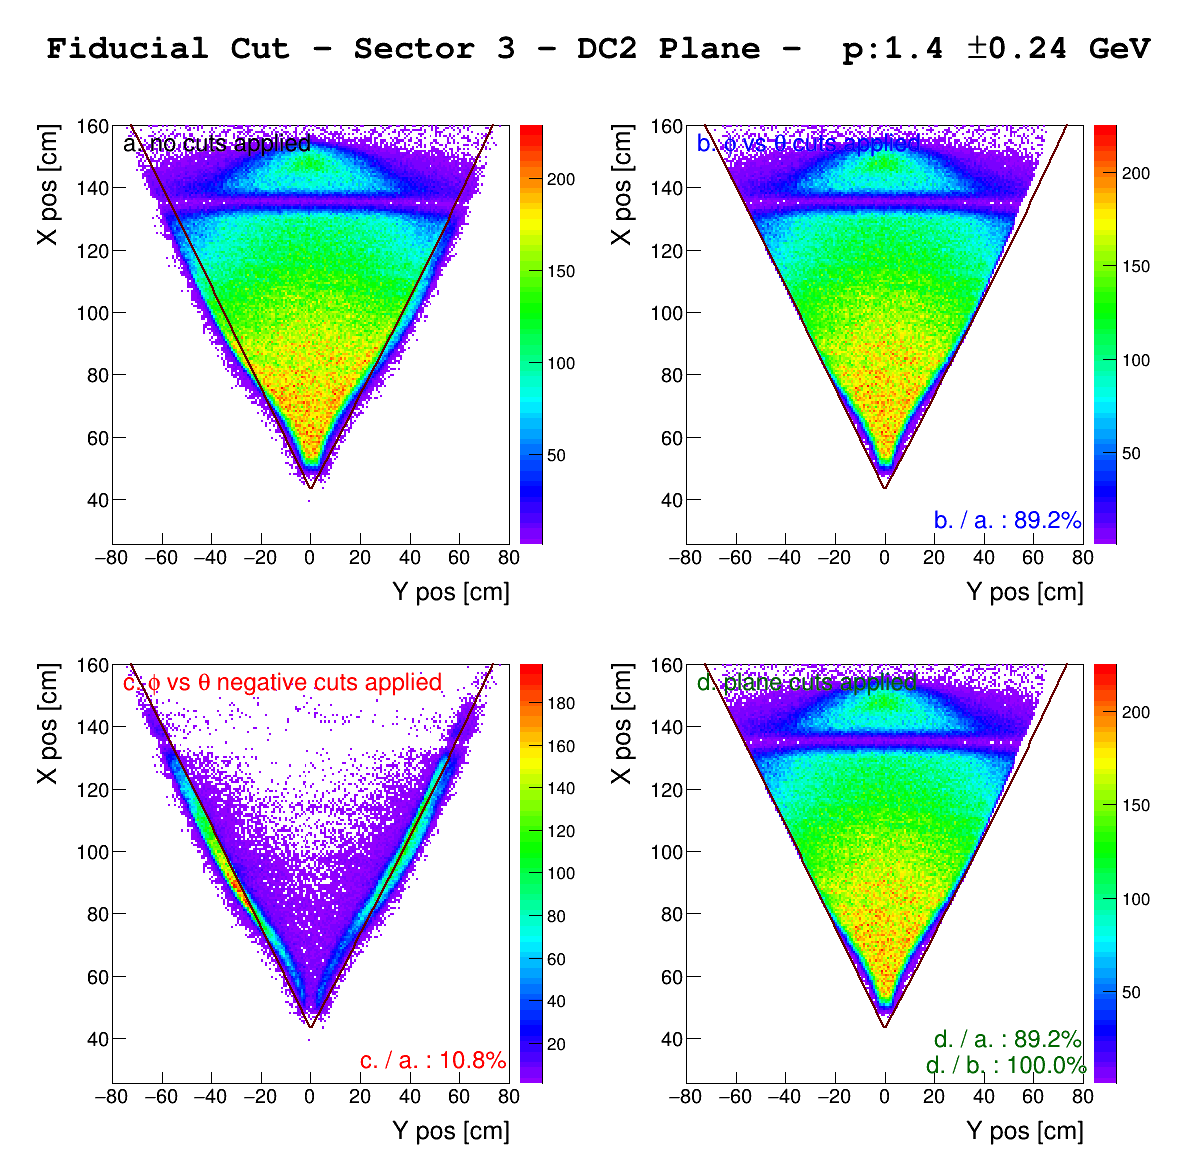 Fiducial Cut – Sector 3 – DC2 Plane – p:1.4 ±0.24 GeV
a. no cuts applied
X pos [cm]
160
140
120
100
80
60
40
−80 −60 −40 −20 0 20 40 60 80
Y pos [cm]
200
150
100
50
b. ϕ vs θ cuts applied
X pos [cm]
160
140
120
100
80
60
40
b. / a. : 89.2%
−80 −60 −40 −20 0 20 40 60 80
Y pos [cm]
200
150
100
50
c. ϕ vs θ negative cuts applied
X pos [cm]
160
140
120
100
80
60
40
c. / a. : 10.8%
−80 −60 −40 −20 0 20 40 60 80
Y pos [cm]
180
160
140
120
100
80
60
40
20
d. plane cuts applied
X pos [cm]
160
140
120
100
80
60
40
d. / a. : 89.2%
d. / b. : 100.0%
−80 −60 −40 −20 0 20 40 60 80
Y pos [cm]
200
150
100
50